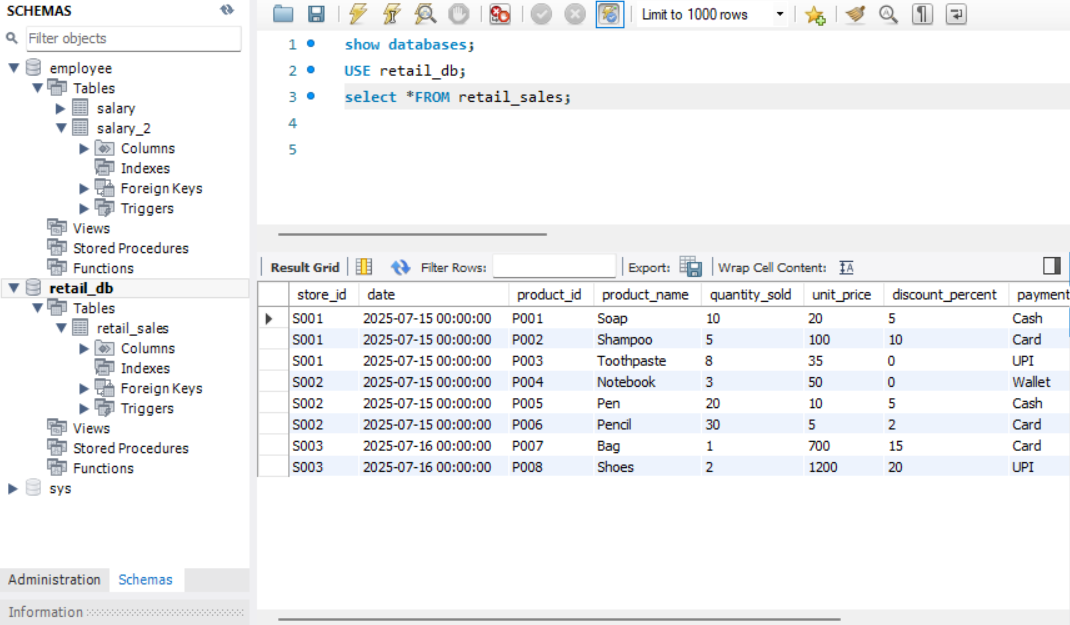 SCHEMAS
Filter objects
employee
Tables
salary
salary_2
Columns
Indexes
Foreign Keys
Triggers
Views
Stored Procedures
Functions
retail_db
Tables
retail_sales
Columns
Indexes
Foreign Keys
Triggers
Views
Stored Procedures
Functions
sys
Administration Schemas
Information
Limit to 1000 rows
1 show databases;
2 USE retail_db;
3 select *FROM retail_sales;
4
5
Result Grid Filter Rows: Export: Wrap Cell Content: IA
store_id date product_id product_name quantity_sold unit_price discount_percent payment
S001 2025-07-15 00:00:00 P001 Soap 10 20 5 Cash
S001 2025-07-15 00:00:00 P002 Shampoo 5 100 10 Card
S001 2025-07-15 00:00:00 P003 Toothpaste 8 35 0 UPI
S002 2025-07-15 00:00:00 P004 Notebook 3 50 0 Wallet
S002 2025-07-15 00:00:00 P005 Pen 20 10 5 Cash
S002 2025-07-15 00:00:00 P006 Pencil 30 5 2 Card
S003 2025-07-16 00:00:00 P007 Bag 1 700 15 Card
S003 2025-07-16 00:00:00 P008 Shoes 2 1200 20 UPI